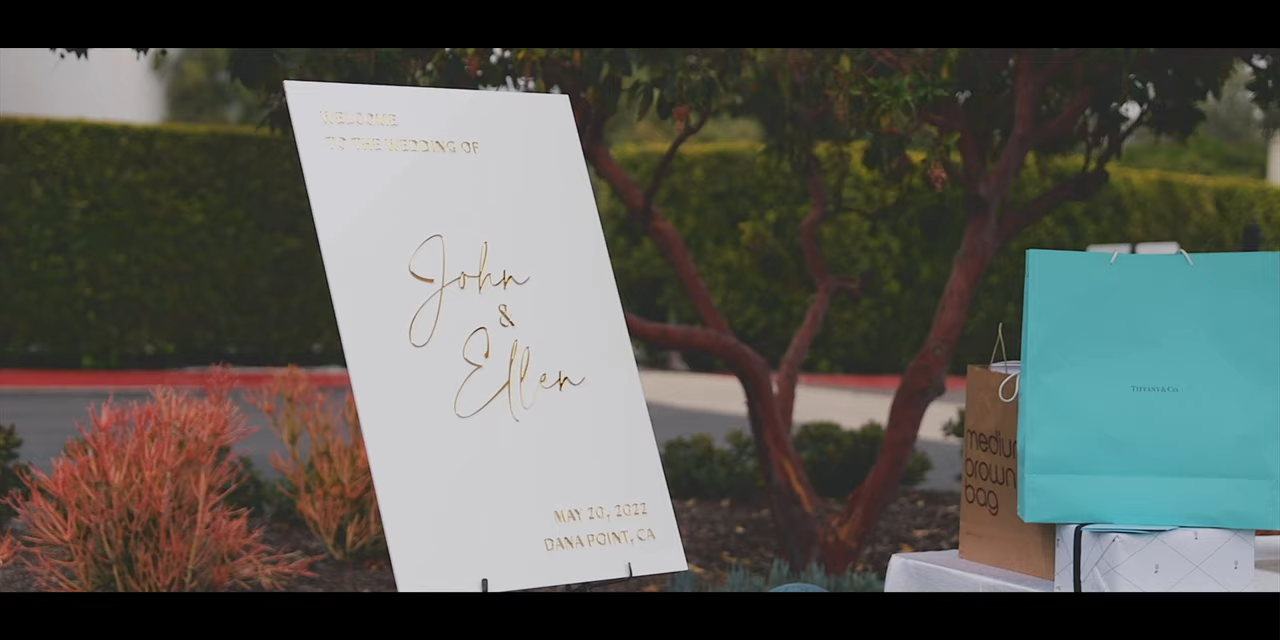 WELCOME
TO THE WEDDING OF
John
&
Ellen
MAY 20, 2022
DANA POINT, CA
TIFFANY & CO.
medium
brown
bag